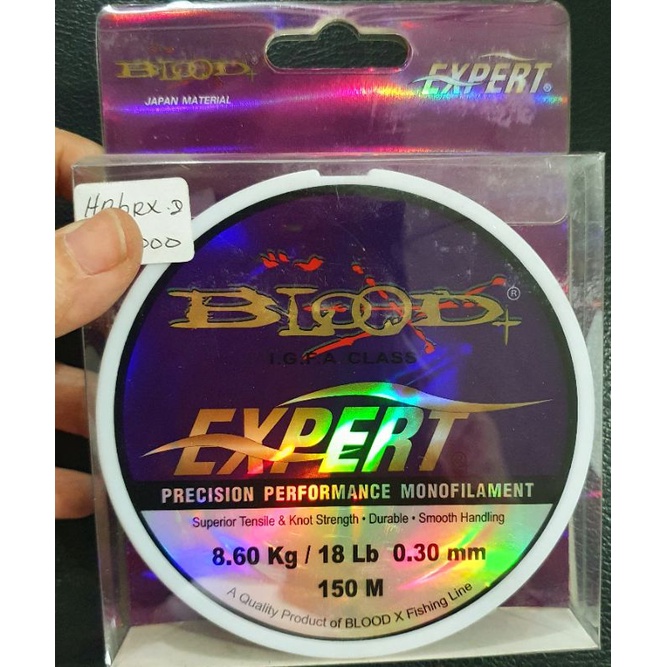 BLOOD+
JAPAN MATERIAL
EXPERT®
000
BLOOD+®
I.G.F.A CLASS
EXPERT®
PRECISION PERFORMANCE MONOFILAMENT
Superior Tensile & Knot Strength • Durable • Smooth Handling
8.60 Kg / 18 Lb 0.30 mm
150 M
A Quality Product of BLOOD X Fishing Line